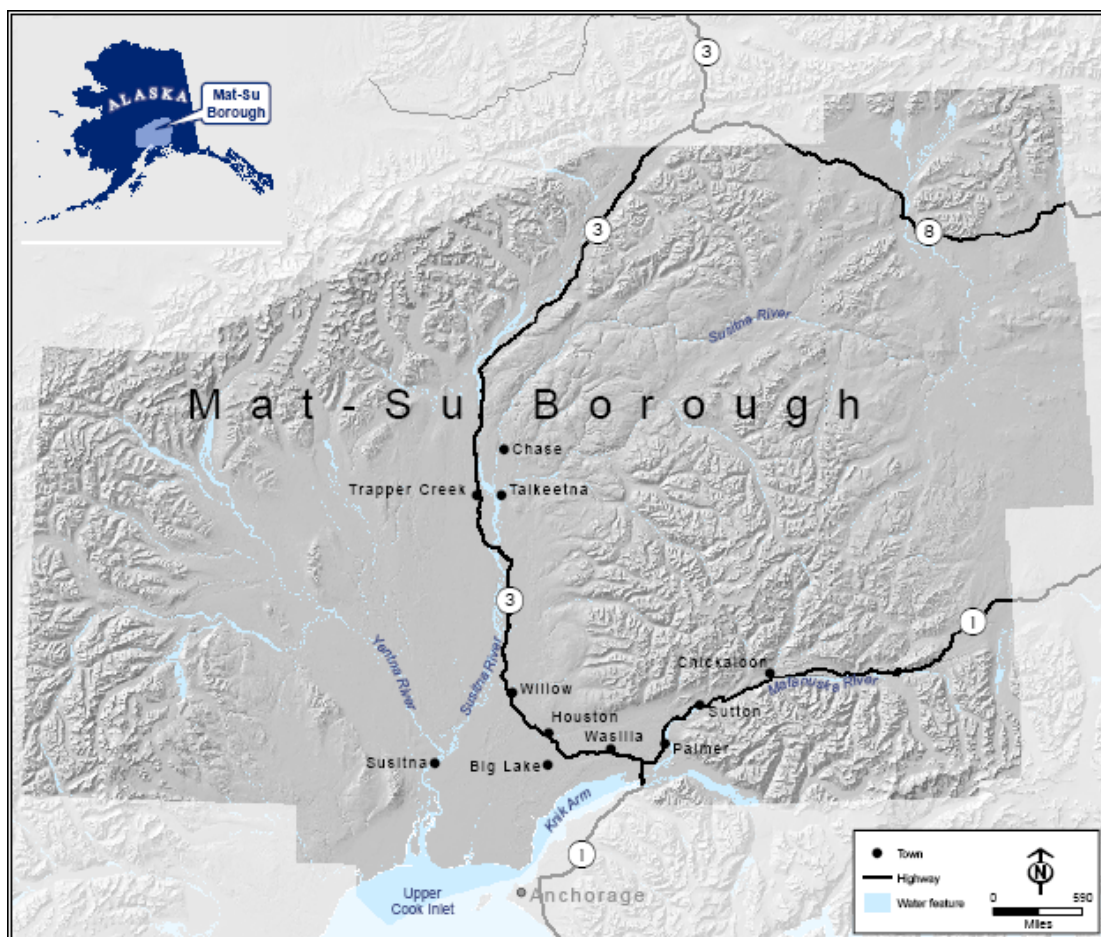 ALASKA
Mat-Su
Borough
3
3
8
Susitna River
Mat-Su Borough
Chase
Trapper Creek
Talkeetna
3
1
Yentna River
Susitna River
Chickaloon
Matanuska River
Willow
Sutton
Houston
Wasilla
Palmer
Susitna
Big Lake
Knik Arm
1
Upper
Cook Inlet
Anchorage
Town
Highway
Water feature
N
0 590
Miles